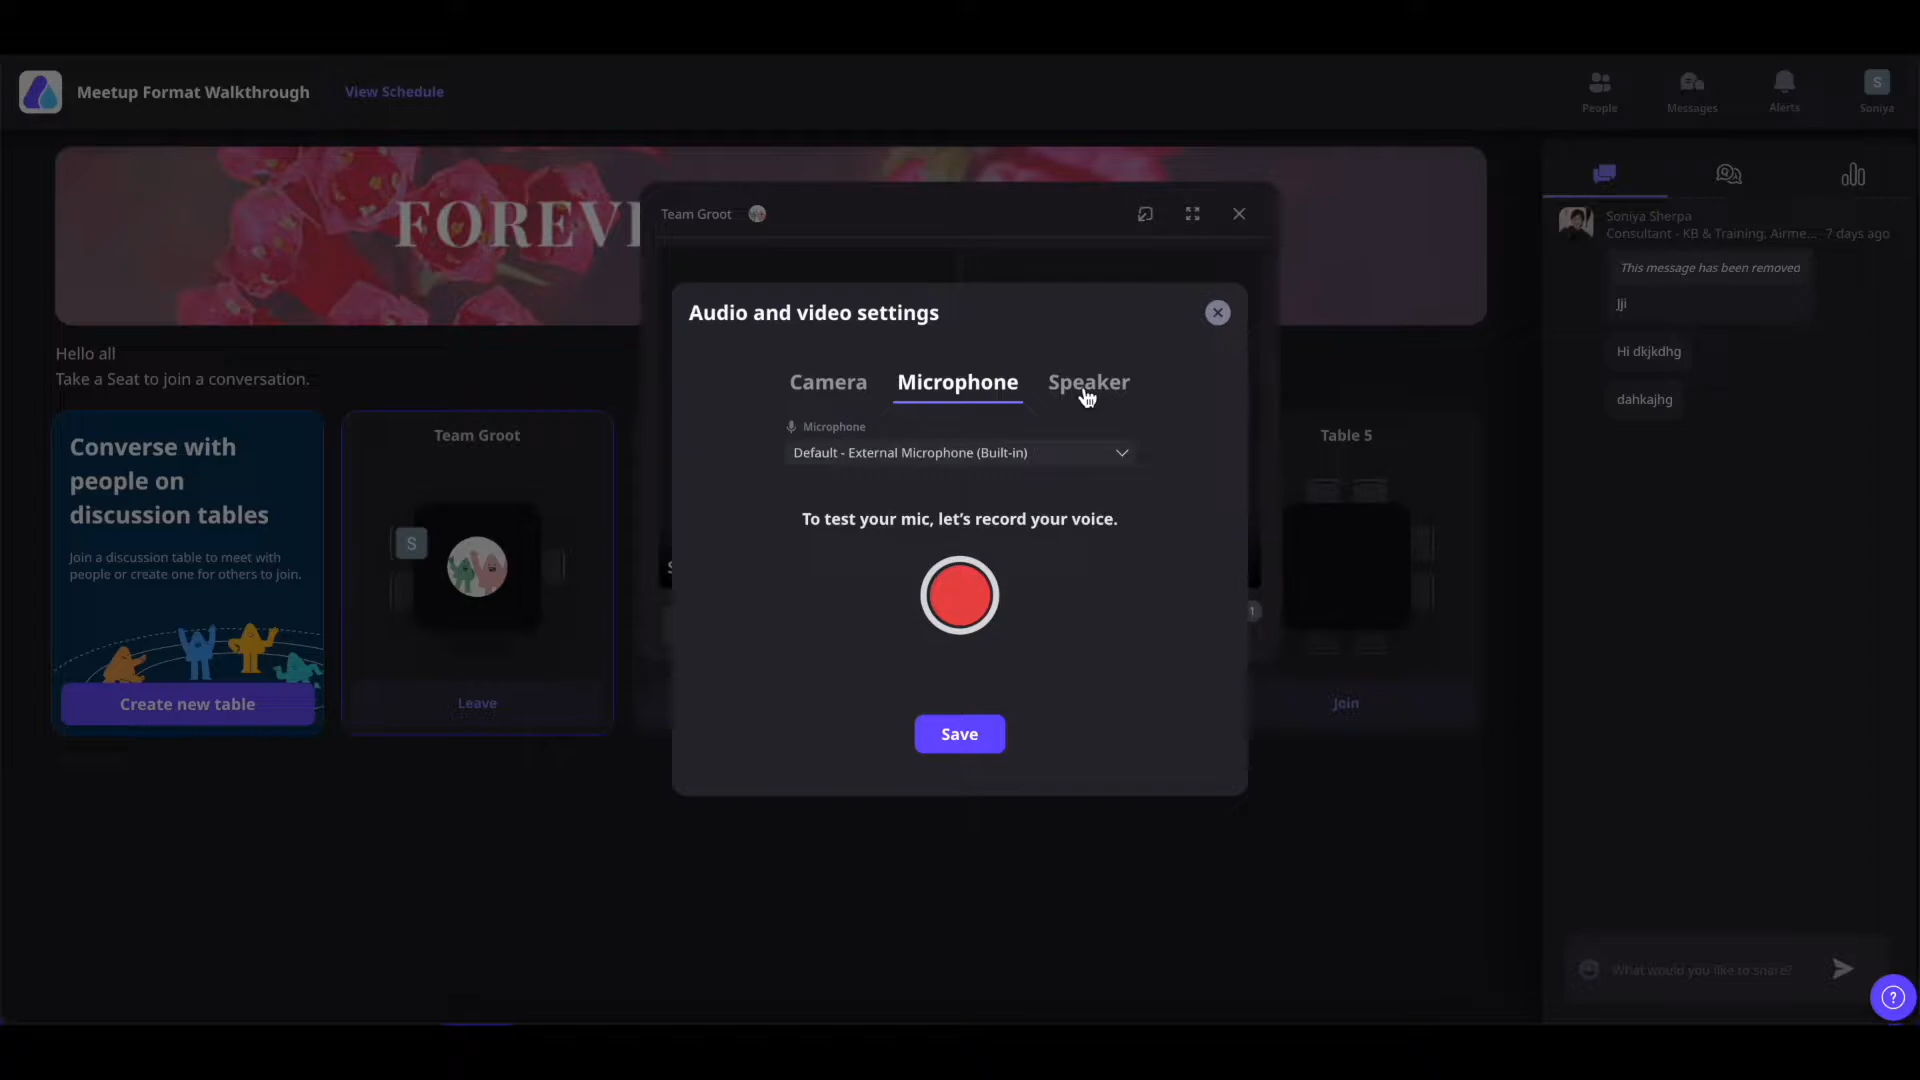 Meetup Format Walkthrough
View Schedule
People
Messages
Alerts
S
Soniya
FOREV
Team Groot
Soniya Sherpa
Consultant - KB & Training, Airme... · 7 days ago
This message has been removed
Jji
Hi dkjkdhg
dahkajhg
Audio and video settings
Camera
Microphone
Speaker
Microphone
Default - External Microphone (Built-in)
To test your mic, let's record your voice.
Save
Hello all
Take a Seat to join a conversation.
Converse with
people on
discussion tables
Join a discussion table to meet with
people or create one for others to join.
Create new table
Team Groot
S
Leave
1
Table 5
Join
What would you like to share?
?